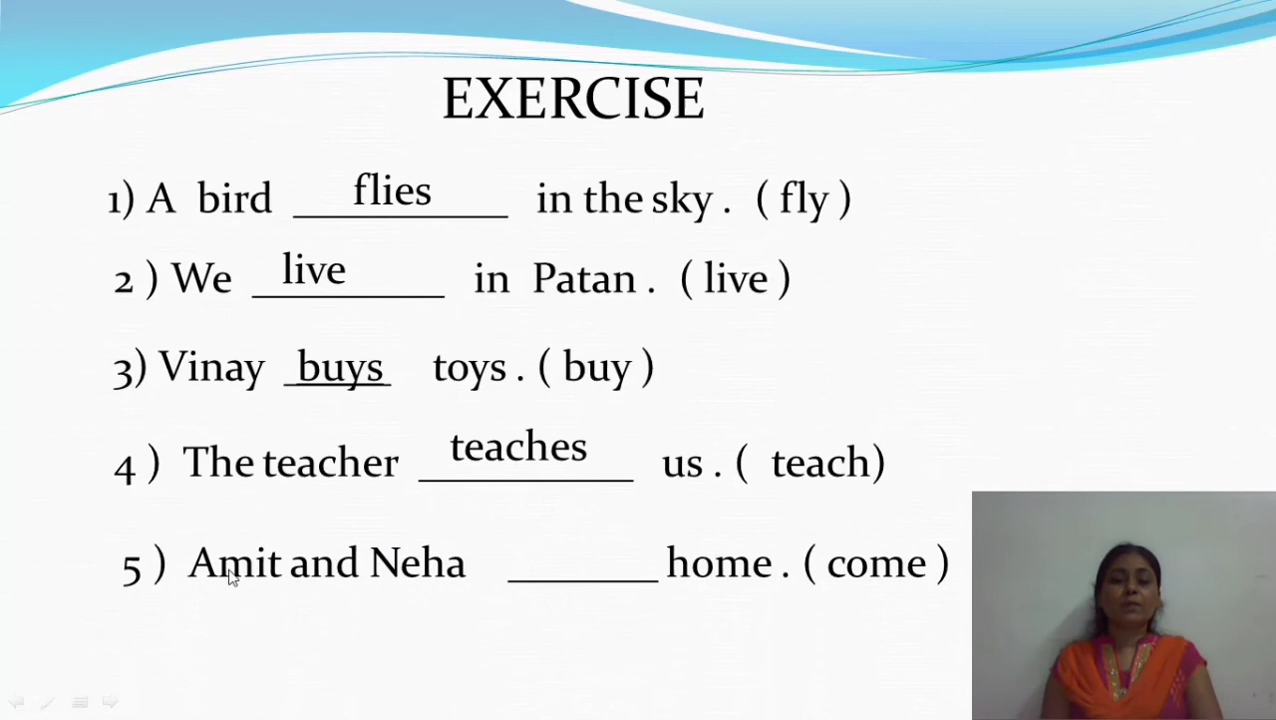 EXERCISE
1) A bird flies in the sky . ( fly )
2 ) We live in Patan . ( live )
3) Vinay buys toys . ( buy )
4 ) The teacher teaches us . ( teach)
5 ) Amit and Neha ________ home . ( come )